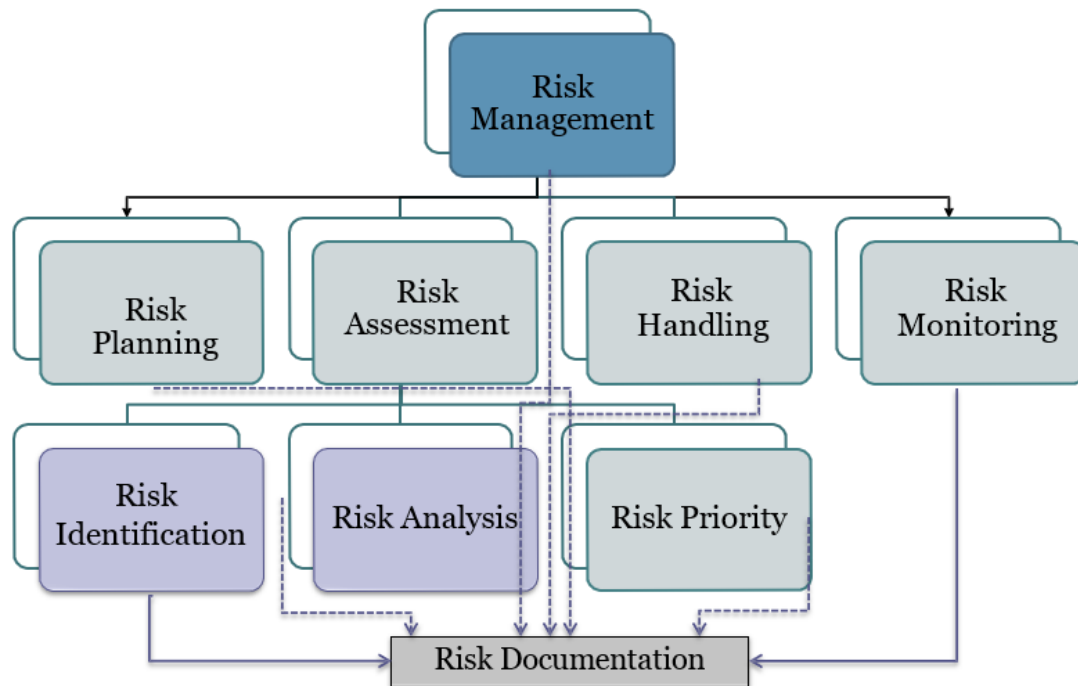 Risk
Management
Risk
Planning
Risk
Assessment
Risk
Handling
Risk
Monitoring
Risk
Identification
Risk Analysis
Risk Priority
Risk Documentation